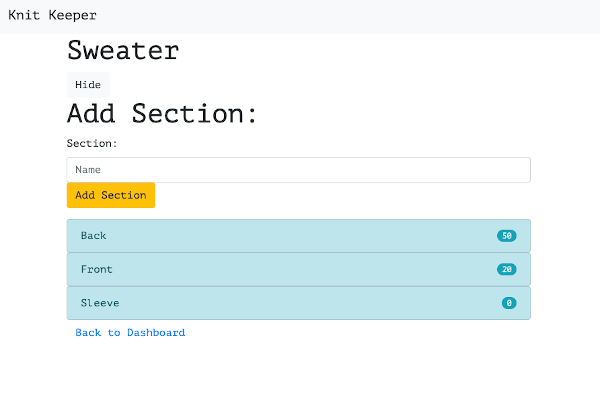 Knit Keeper
Sweater
Hide
Add Section:
Section:
Name
Add Section
Back 50
Front 20
Sleeve 0
Back to Dashboard